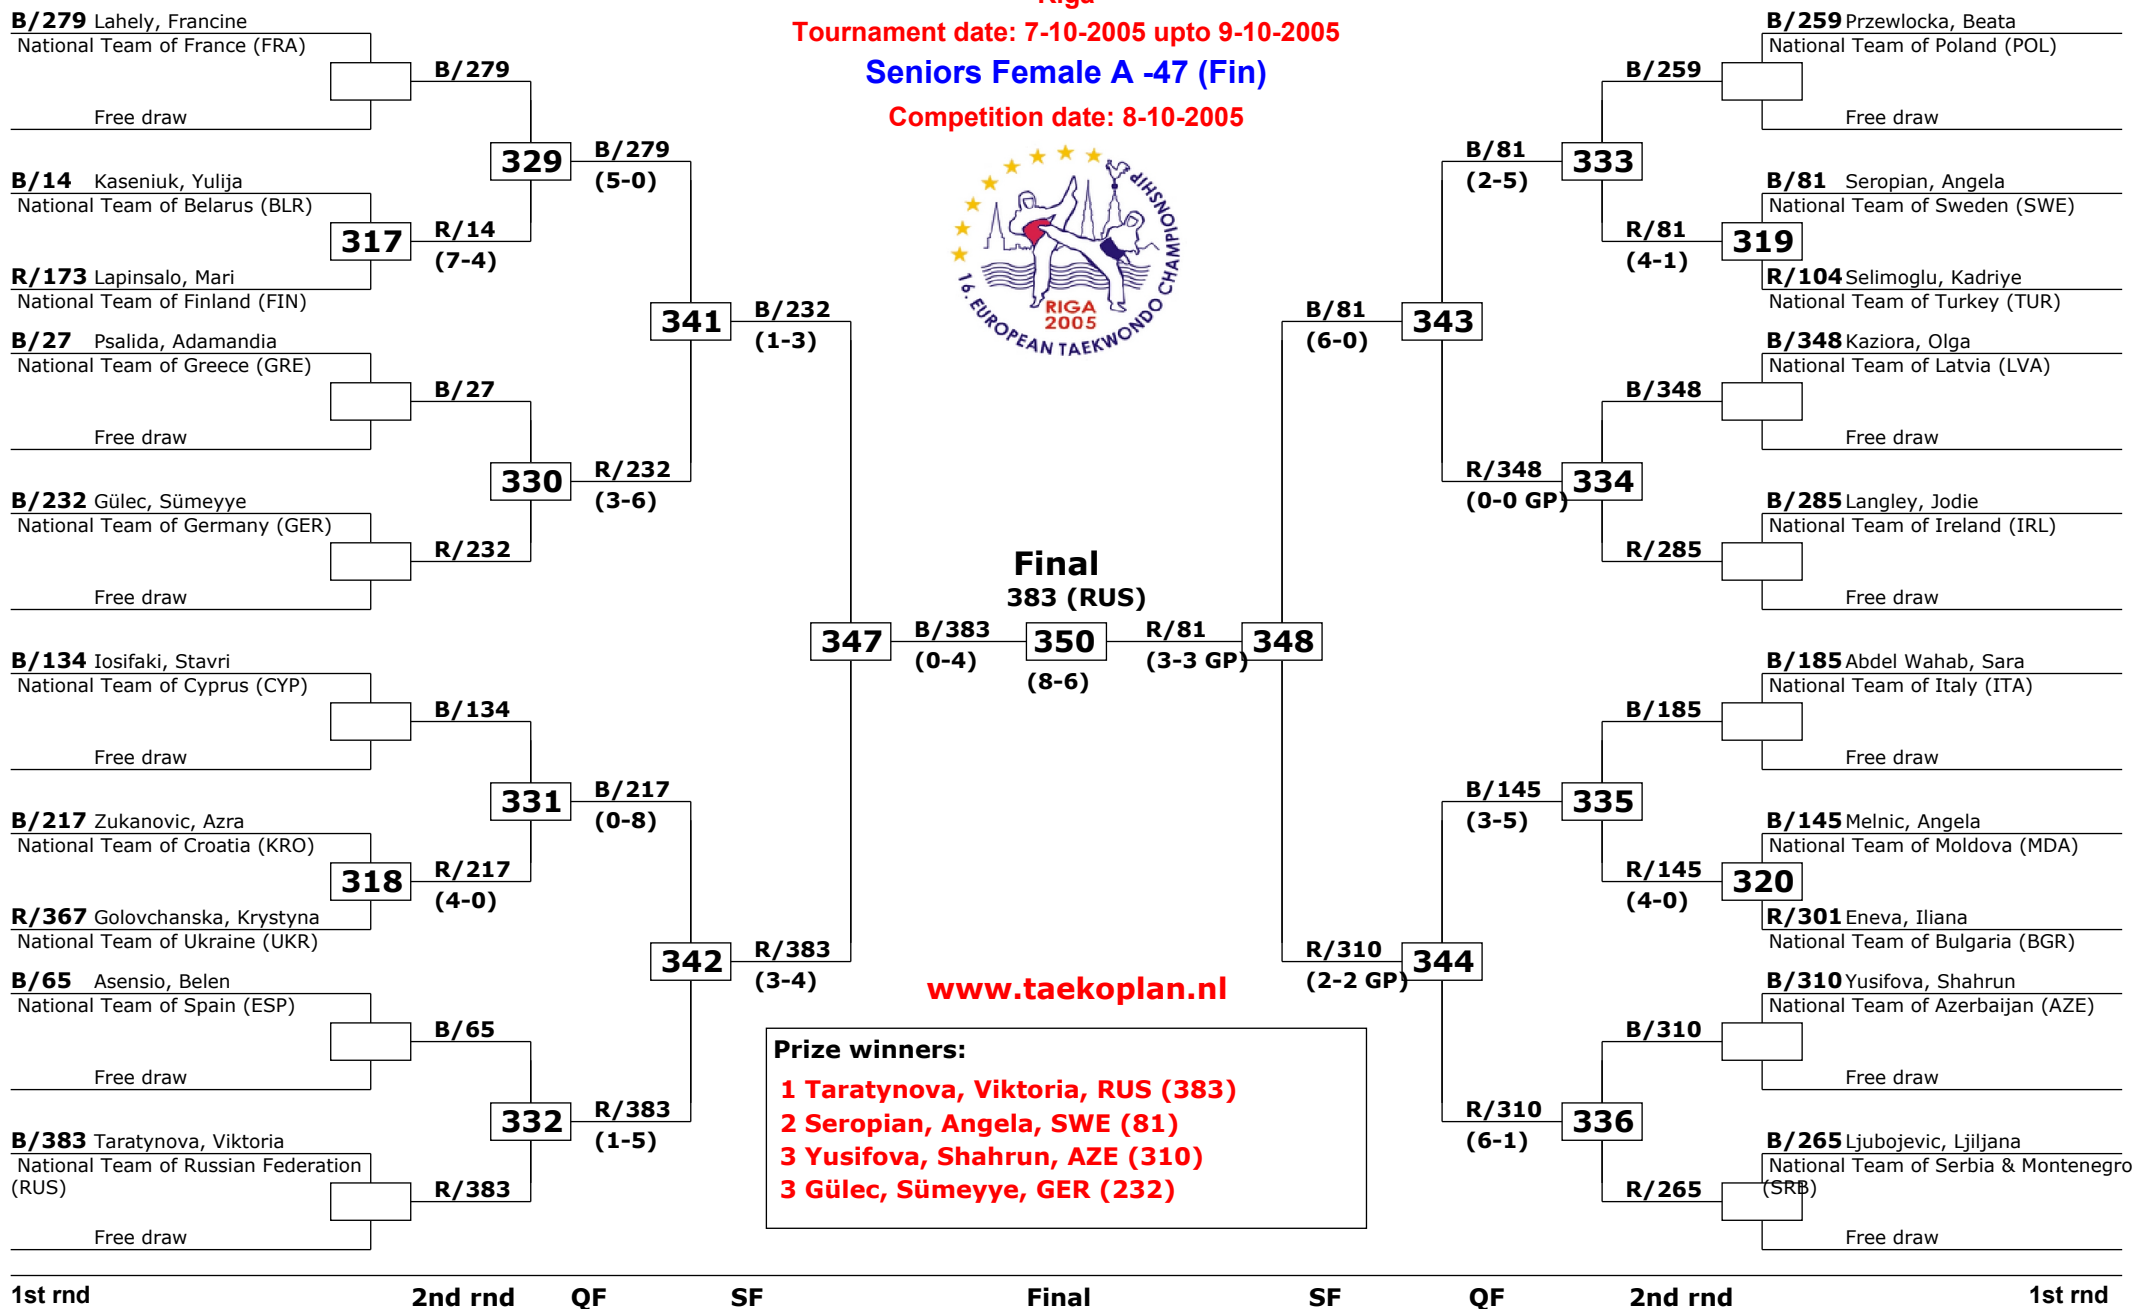 Riga
Tournament date: 7-10-2005 upto 9-10-2005
Seniors Female A -47 (Fin)
Competition date: 8-10-2005
16. EUROPEAN TAEKWONDO CHAMPIONSHIP
RIGA
2005
B/279 Lahely, Francine
National Team of France (FRA)
Free draw
B/14 Kaseniuk, Yulija
National Team of Belarus (BLR)
R/173 Lapinsalo, Mari
National Team of Finland (FIN)
B/27 Psalida, Adamandia
National Team of Greece (GRE)
Free draw
B/232 Gülec, Sümeyye
National Team of Germany (GER)
Free draw
B/134 Iosifaki, Stavri
National Team of Cyprus (CYP)
Free draw
B/217 Zukanovic, Azra
National Team of Croatia (KRO)
R/367 Golovchanska, Krystyna
National Team of Ukraine (UKR)
B/65 Asensio, Belen
National Team of Spain (ESP)
Free draw
B/383 Taratynova, Viktoria
National Team of Russian Federation
(RUS)
Free draw
B/279
317
R/14
(7-4)
B/27
R/232
B/134
318
R/217
(4-0)
B/65
R/383
329
B/279
(5-0)
330
R/232
(3-6)
331
B/217
(0-8)
332
R/383
(1-5)
341
B/232
(1-3)
342
R/383
(3-4)
347
B/383
(0-4)
Final
383 (RUS)
350
(8-6)
R/81
(3-3 GP)
348
B/81
(6-0)
343
R/310
(2-2 GP)
344
B/81
(2-5)
333
R/348
(0-0 GP)
334
B/145
(3-5)
335
R/310
(6-1)
336
B/259
R/81
(4-1)
319
B/348
R/285
B/185
R/145
(4-0)
320
B/310
R/265
B/259 Przewlocka, Beata
National Team of Poland (POL)
Free draw
B/81 Seropian, Angela
National Team of Sweden (SWE)
R/104 Selimoglu, Kadriye
National Team of Turkey (TUR)
B/348 Kaziora, Olga
National Team of Latvia (LVA)
Free draw
B/285 Langley, Jodie
National Team of Ireland (IRL)
Free draw
B/185 Abdel Wahab, Sara
National Team of Italy (ITA)
Free draw
B/145 Melnic, Angela
National Team of Moldova (MDA)
R/301 Eneva, Iliana
National Team of Bulgaria (BGR)
B/310 Yusifova, Shahrun
National Team of Azerbaijan (AZE)
Free draw
B/265 Ljubojevic, Ljiljana
National Team of Serbia & Montenegro
(SRB)
Free draw
www.taekoplan.nl
Prize winners:
1 Taratynova, Viktoria, RUS (383)
2 Seropian, Angela, SWE (81)
3 Yusifova, Shahrun, AZE (310)
3 Gülec, Sümeyye, GER (232)
1st rnd 2nd rnd QF SF Final SF QF 2nd rnd 1st rnd